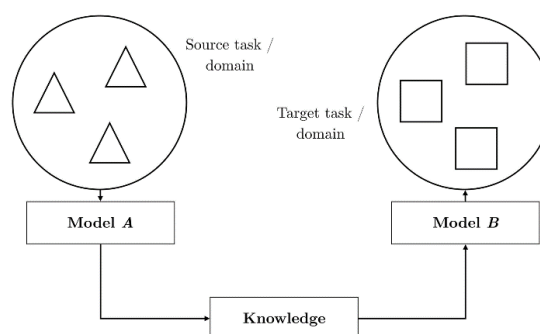 Source task /
domain
Target task /
domain
Model A
Model B
Knowledge